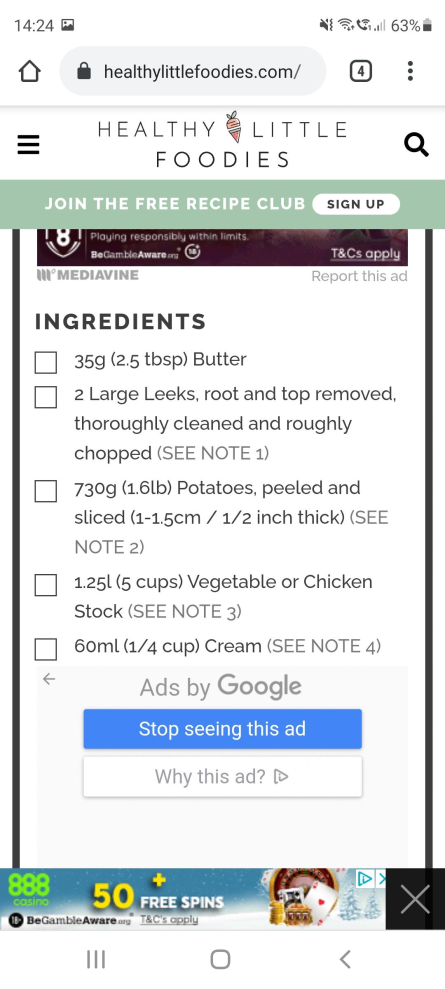 14:24
63%
healthylittlefoodies.com/
4
HEALTHY LITTLE
FOODIES
JOIN THE FREE RECIPE CLUB SIGN UP
18
Playing responsibly within limits.
BeGambleAware.org 18+
T&Cs apply
MEDIAVINE
Report this ad
INGREDIENTS
35g (2.5 tbsp) Butter
2 Large Leeks, root and top removed,
thoroughly cleaned and roughly
chopped (SEE NOTE 1)
730g (1.6lb) Potatoes, peeled and
sliced (1-1.5cm / 1/2 inch thick) (SEE
NOTE 2)
1.25l (5 cups) Vegetable or Chicken
Stock (SEE NOTE 3)
60ml (1/4 cup) Cream (SEE NOTE 4)
Ads by Google
Stop seeing this ad
Why this ad?
888
casino
50 + FREE SPINS
18+ BeGambleAware.org T&C's apply